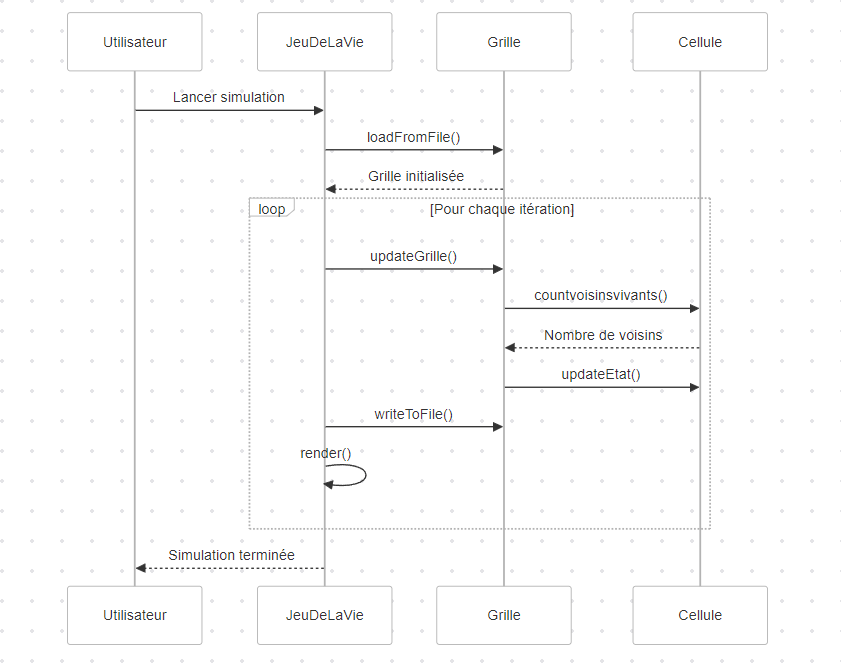 Utilisateur
JeuDeLaVie
Grille
Cellule
Lancer simulation
loadFromFile()
Grille initialisée
loop
[Pour chaque itération]
updateGrille()
countvoisinsvivants()
Nombre de voisins
updateEtat()
writeToFile()
render()
Simulation terminée
Utilisateur
JeuDeLaVie
Grille
Cellule